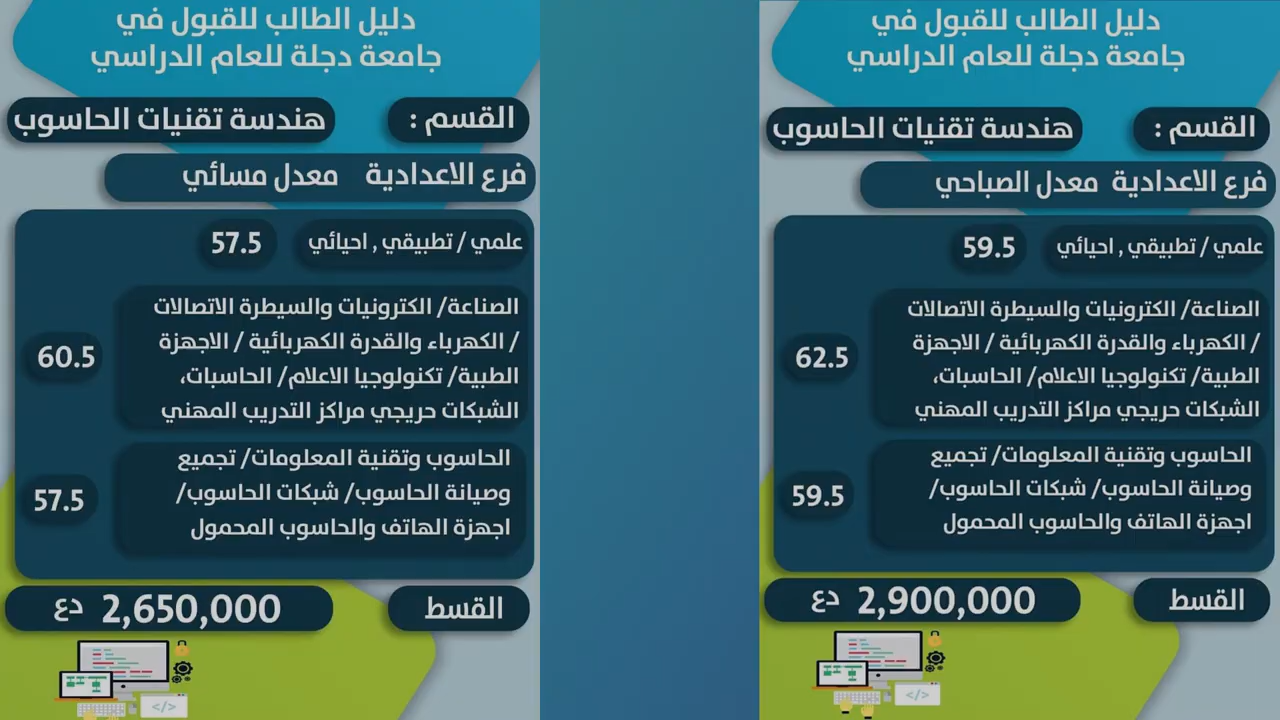 دليل الطالب للقبول في
جامعة دجلة للعام الدراسي
القسم : هندسة تقنيات الحاسوب
فرع الاعدادية معدل الصباحي
علمي / تطبيقي , احيائي 59.5
الصناعة/ الكترونيات والسيطرة الاتصالات
/ الكهرباء والقدرة الكهربائية / الاجهزة
62.5
الطبية/ تكنولوجيا الاعلام/ الحاسبات،
الشبكات حريجي مراكز التدريب المهني
الحاسوب وتقنية المعلومات/ تجميع
وصيانة الحاسوب/ شبكات الحاسوب/
59.5
اجهزة الهاتف والحاسوب المحمول
القسط 2,900,000 دع
</>
دليل الطالب للقبول في
جامعة دجلة للعام الدراسي
القسم : هندسة تقنيات الحاسوب
فرع الاعدادية معدل مسائي
علمي / تطبيقي , احيائي 57.5
الصناعة/ الكترونيات والسيطرة الاتصالات
/ الكهرباء والقدرة الكهربائية / الاجهزة
60.5
الطبية/ تكنولوجيا الاعلام/ الحاسبات،
الشبكات حريجي مراكز التدريب المهني
الحاسوب وتقنية المعلومات/ تجميع
وصيانة الحاسوب/ شبكات الحاسوب/
57.5
اجهزة الهاتف والحاسوب المحمول
القسط 2,650,000 دع
</>